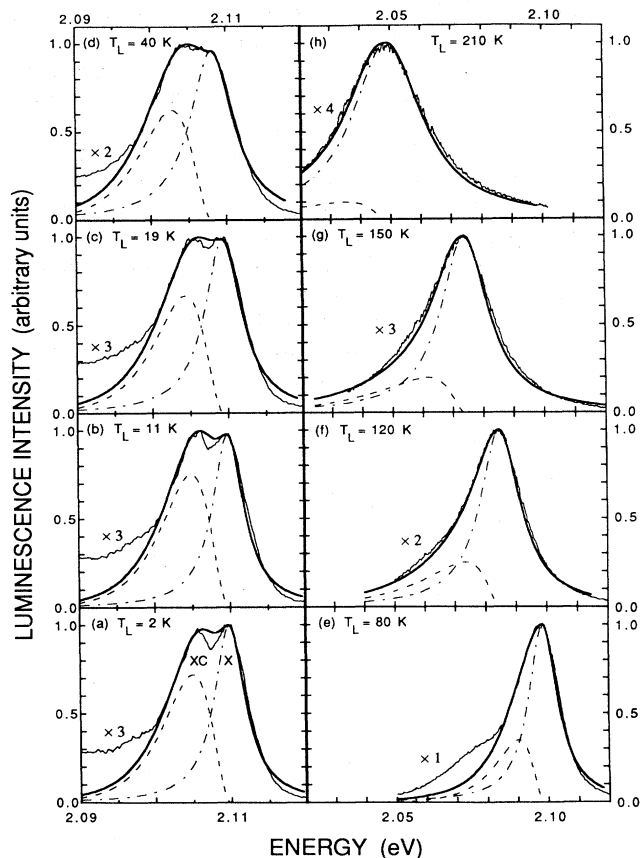 2.09 2.11 2.05 2.10
(d) T_L = 40 K
1.0
0.5
0.0
× 2
(h) T_L = 210 K
1.0
0.5
0.0
× 4
(c) T_L = 19 K
1.0
0.5
0.0
× 3
(g) T_L = 150 K
1.0
0.5
0.0
× 3
(b) T_L = 11 K
1.0
0.5
0.0
× 3
(f) T_L = 120 K
1.0
0.5
0.0
× 2
(a) T_L = 2 K
1.0
0.5
0.0
XC X
× 3
(e) T_L = 80 K
1.0
0.5
0.0
× 1
2.09 2.11 2.05 2.10
LUMINESCENCE INTENSITY (arbitrary units)
ENERGY (eV)